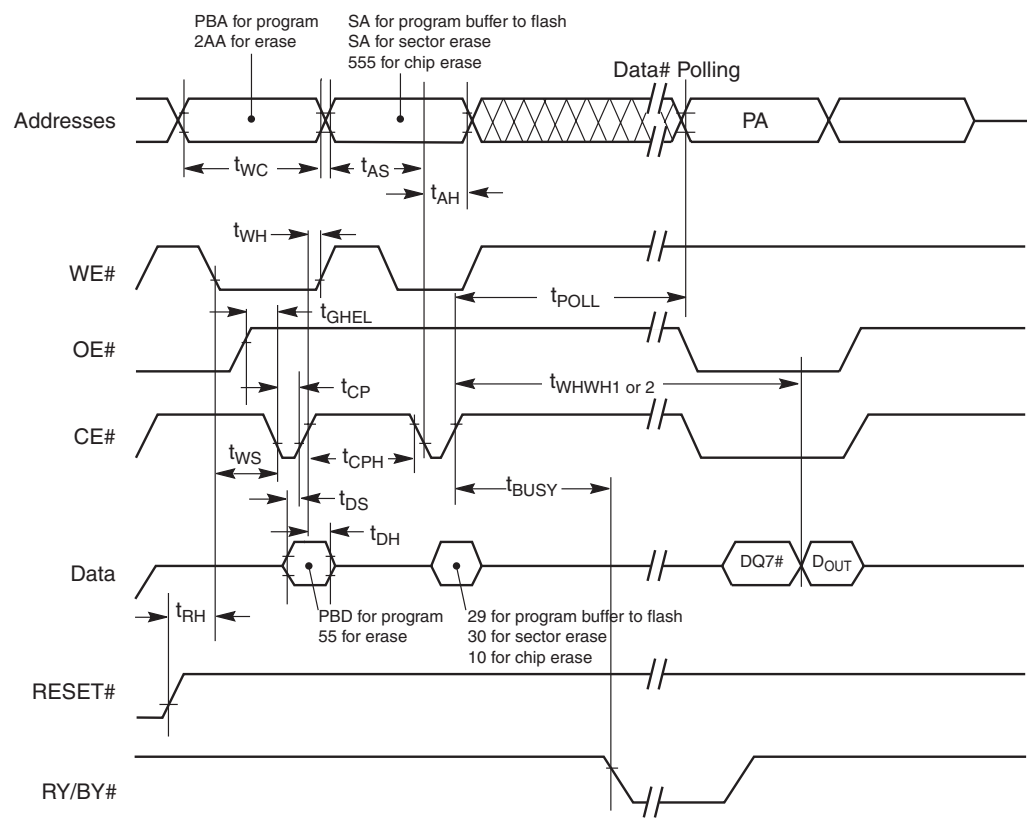 PBA for program
2AA for erase
SA for program buffer to flash
SA for sector erase
555 for chip erase
Data# Polling
Addresses
PA
tWC
tAS
tAH
tWH
WE#
tPOLL
tGHEL
OE#
tCP
tWHWH1 or 2
CE#
tWS
tCPH
tBUSY
tDS
tDH
Data
DQ7#
DOUT
tRH
PBD for program
55 for erase
29 for program buffer to flash
30 for sector erase
10 for chip erase
RESET#
RY/BY#